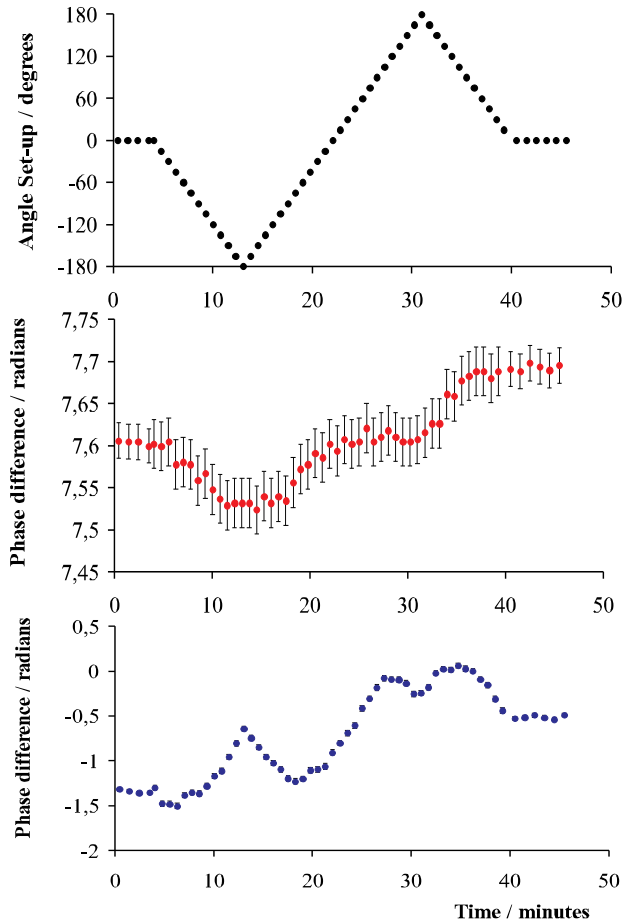 Angle Set-up / degrees
180
120
60
0
-60
-120
-180
0 10 20 30 40 50
Phase difference / radians
7,75
7,7
7,65
7,6
7,55
7,5
7,45
0 10 20 30 40 50
Phase difference / radians
0,5
0
-0,5
-1
-1,5
-2
0 10 20 30 40 50
Time / minutes